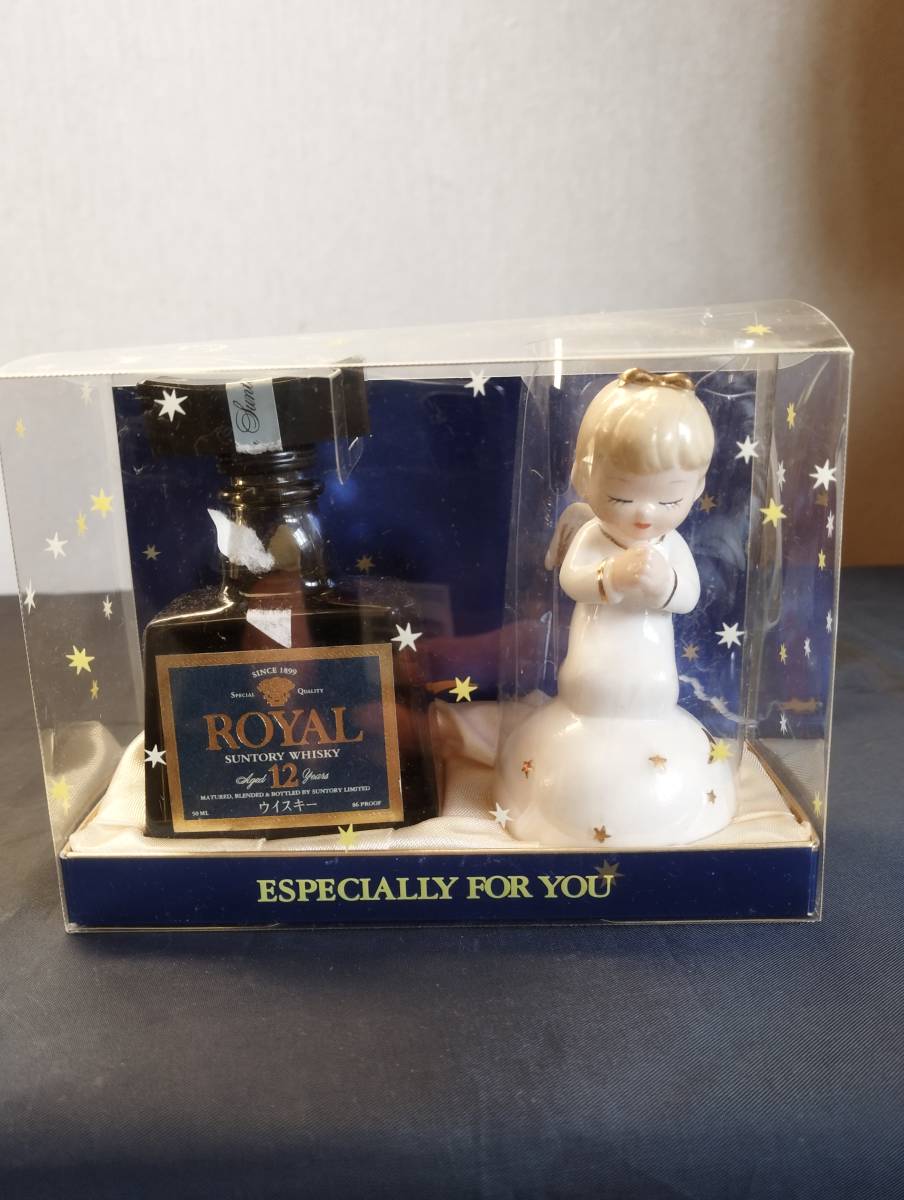 Sun
SINCE 1899
SPECIAL QUALITY
ROYAL
SUNTORY WHISKY
Aged 12 Years
MATURED, BLENDED & BOTTLED BY SUNTORY LIMITED
ウイスキー
50 ML 86 PROOF
ESPECIALLY FOR YOU